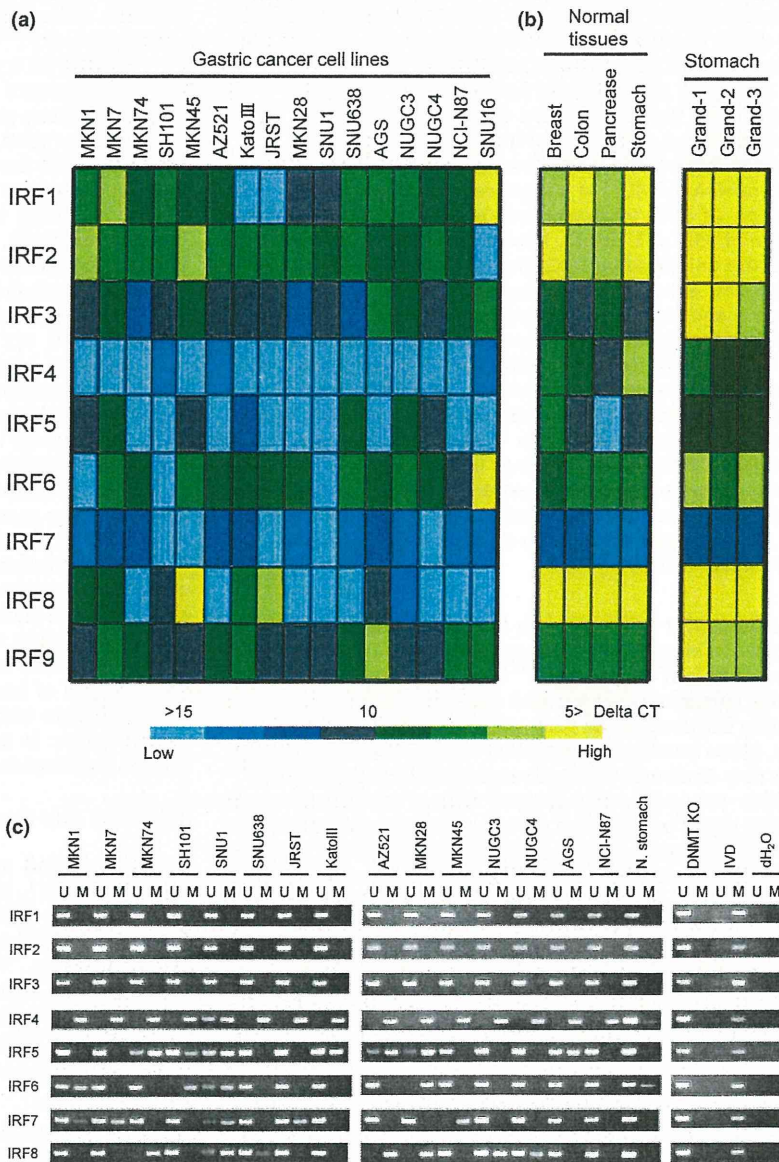 (a)
(b)
Normal
tissues
Gastric cancer cell lines
Stomach
MKN1
MKN7
MKN74
SH101
MKN45
AZ521
KatoIII
JRST
MKN28
SNU1
SNU638
AGS
NUGC3
NUGC4
NCI-N87
SNU16
Breast
Colon
Pancrease
Stomach
Grand-1
Grand-2
Grand-3
IRF1
IRF2
IRF3
IRF4
IRF5
IRF6
IRF7
IRF8
IRF9
>15 10 5> Delta CT
Low High
(c)
MKN1
MKN7
MKN74
SH101
SNU1
SNU638
JRST
KatoIII
AZ521
MKN28
MKN45
NUGC3
NUGC4
AGS
NCI-N87
N. stomach
DNMT KO
IVD
dH2O
U M U M U M U M U M U M U M U M U M U M U M U M U M U M U M U M U M U M U M
IRF1
IRF2
IRF3
IRF4
IRF5
IRF6
IRF7
IRF8